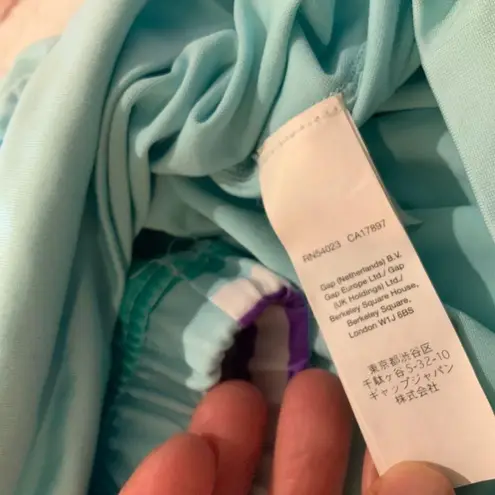 RN54023 CA17897
Gap (Netherlands) B.V.
Gap Europe Ltd./ Gap
(UK Holdings) Ltd./
Berkeley Square House,
Berkeley Square,
London W1J 6BS
東京都渋谷区
千駄ヶ谷5-32-10
ギャップジャパン
株式会社